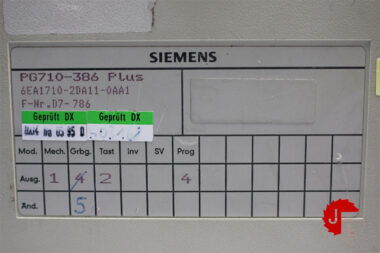 SIEMENS
PG710-386 Plus
6EA1710-2DA11-0AA1
F-Nr.D7-786
Geprüft DX Geprüft DX
Mod. Mech. Grbg. Tast Inv SV Prog
Ausg. 1 4 2 4
Änd. 5
J